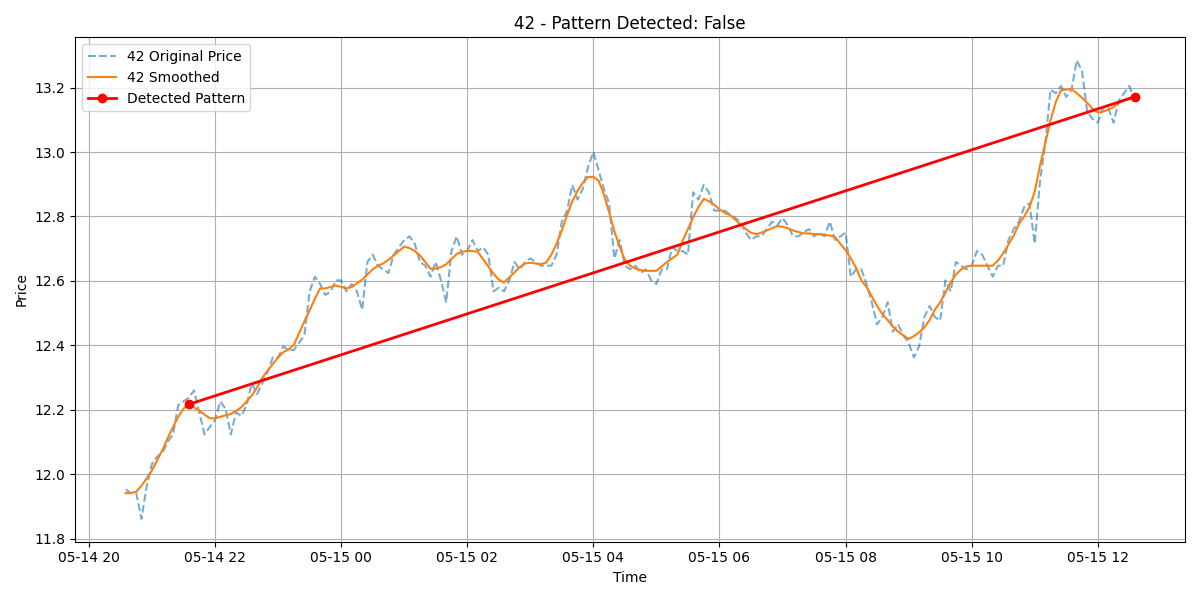 42 - Pattern Detected: False
42 Original Price
42 Smoothed
Detected Pattern
Price
13.2
13.0
12.8
12.6
12.4
12.2
12.0
11.8
05-14 20
05-14 22
05-15 00
05-15 02
05-15 04
05-15 06
05-15 08
05-15 10
05-15 12
Time